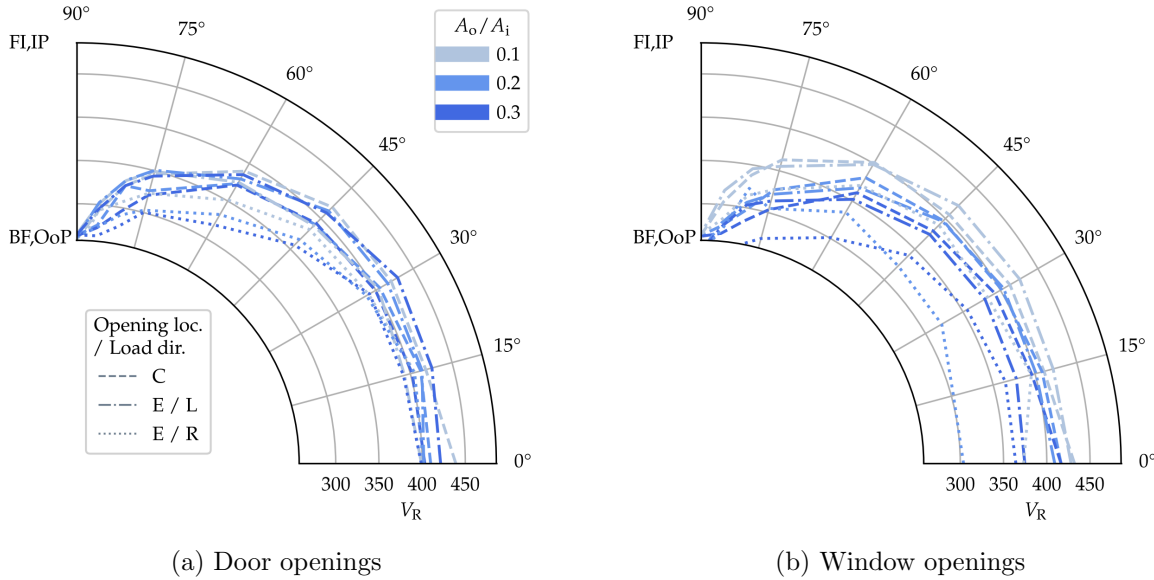 90°
75°
60°
45°
30°
15°
0°
FI,IP
BF,OoP
A_o/A_i
0.1
0.2
0.3
Opening loc.
/ Load dir.
C
E / L
E / R
300 350 400 450
V_R
(a) Door openings
90°
75°
60°
45°
30°
15°
0°
FI,IP
BF,OoP
300 350 400 450
V_R
(b) Window openings